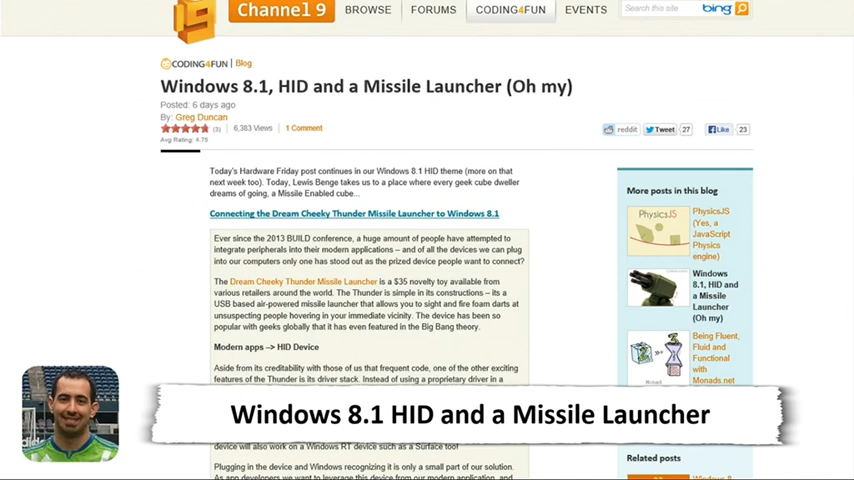 9 Channel 9 BROWSE FORUMS CODING4FUN EVENTS Search this site bing
CODING4FUN | Blog
Windows 8.1, HID and a Missile Launcher (Oh my)
Posted: 6 days ago
By: Greg Duncan
(3) 6,383 Views 1 Comment
Avg Rating: 4.75
reddit Tweet 27 Like 23
Today's Hardware Friday post continues in our Windows 8.1 HID theme (more on that
next week too). Today, Lewis Benge takes us to a place where every geek cube dweller
dreams of going, a Missile Enabled cube...
Connecting the Dream Cheeky Thunder Missile Launcher to Windows 8.1
Ever since the 2013 BUILD conference, a huge amount of people have attempted to
integrate peripherals into their modern applications – and of all the devices we can plug
into our computers only one has stood out as the prized device people want to connect?
The Dream Cheeky Thunder Missile Launcher is a $35 novelty toy available from
various retailers around the world. The Thunder is simple in its constructions – its a
USB based air-powered missile launcher that allows you to sight and fire foam darts at
unsuspecting people hovering in your immediate vicinity. The device has been so
popular with geeks globally that it has even featured in the Big Bang theory.
Modern apps –> HID Device
Aside from its creditability with those of us that frequent code, one of the other exciting
features of the Thunder is its driver stack. Instead of using a proprietary driver in a
device will also work on a Windows RT device such as a Surface too!
Plugging in the device and Windows recognizing it is only a small part of our solution.
As app developers we want to leverage this device from our modern application, and
More posts in this blog
PhysicsJS
PhysicsJS
(Yes, a
JavaScript
Physics
engine)
Windows
8.1, HID and
a Missile
Launcher
(Oh my)
Being Fluent,
Fluid and
Functional
with
Monads.net
Monad
Related posts
Windows 8
Windows 8.1 HID and a Missile Launcher